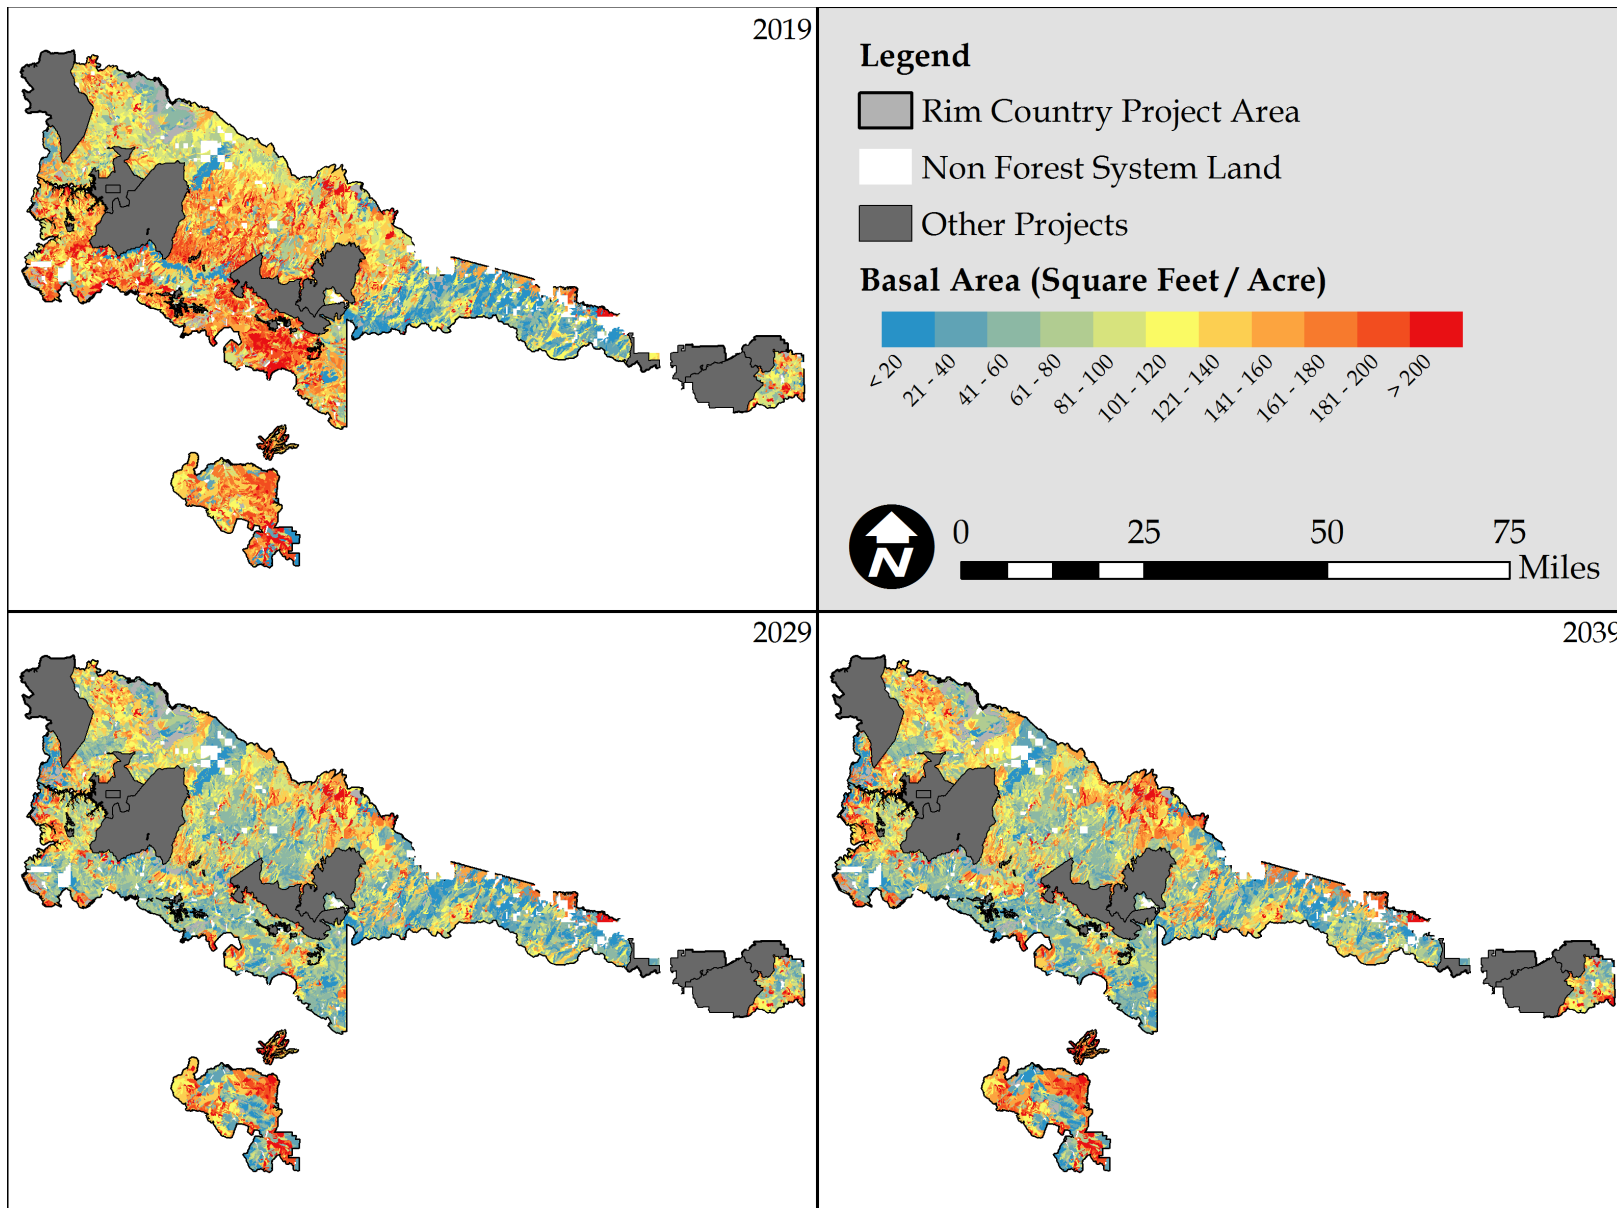 2019
Legend
Rim Country Project Area
Non Forest System Land
Other Projects
Basal Area (Square Feet / Acre)
< 20
21 - 40
41 - 60
61 - 80
81 - 100
101 - 120
121 - 140
141 - 160
161 - 180
181 - 200
> 200
N
0 25 50 75
Miles
2029
2039